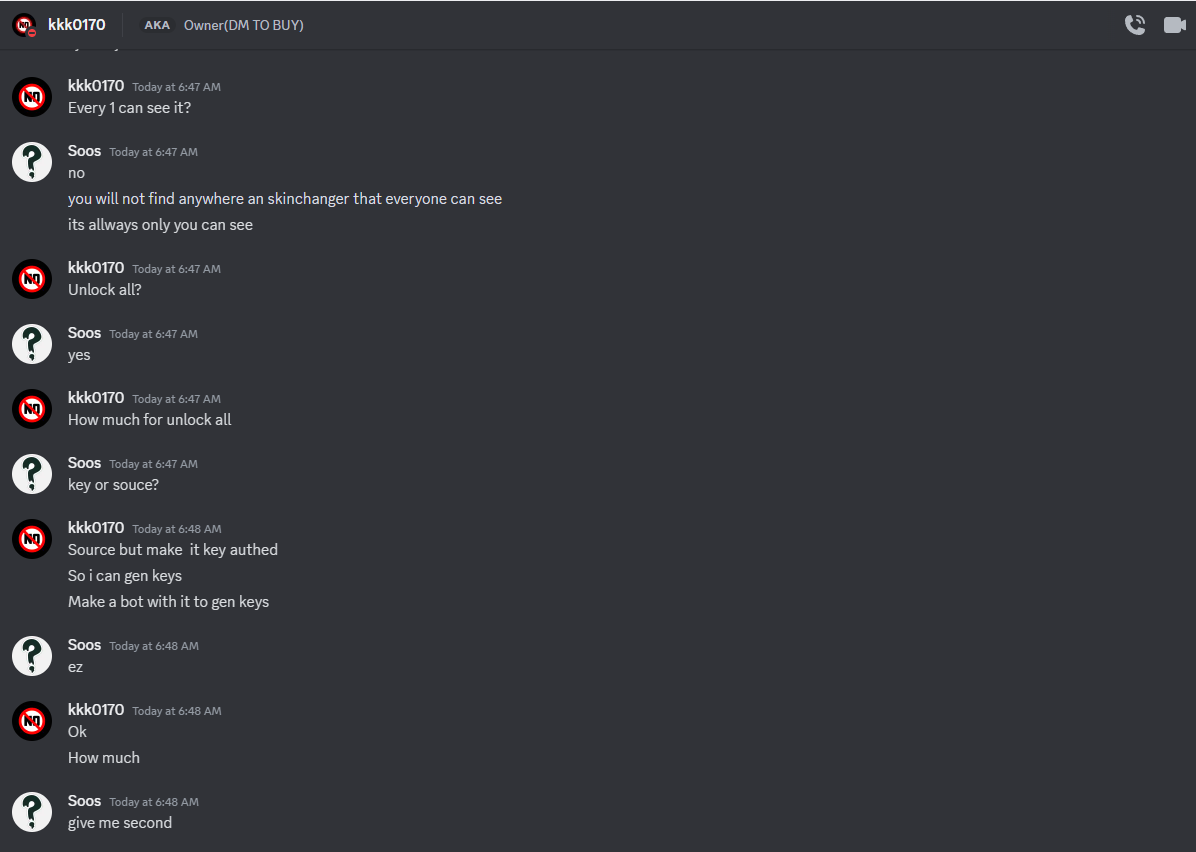 kkk0170 AKA Owner(DM TO BUY)
kkk0170 Today at 6:47 AM
Every 1 can see it?
Soos Today at 6:47 AM
no
you will not find anywhere an skinchanger that everyone can see
its allways only you can see
kkk0170 Today at 6:47 AM
Unlock all?
Soos Today at 6:47 AM
yes
kkk0170 Today at 6:47 AM
How much for unlock all
Soos Today at 6:47 AM
key or souce?
kkk0170 Today at 6:48 AM
Source but make it key authed
So i can gen keys
Make a bot with it to gen keys
Soos Today at 6:48 AM
ez
kkk0170 Today at 6:48 AM
Ok
How much
Soos Today at 6:48 AM
give me second